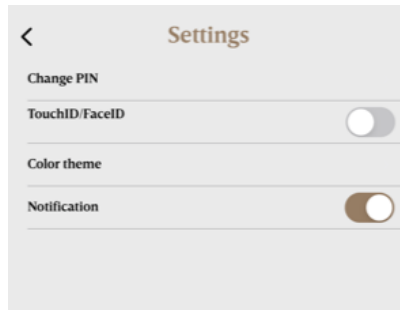 Settings
Change PIN
TouchID/FaceID
Color theme
Notification